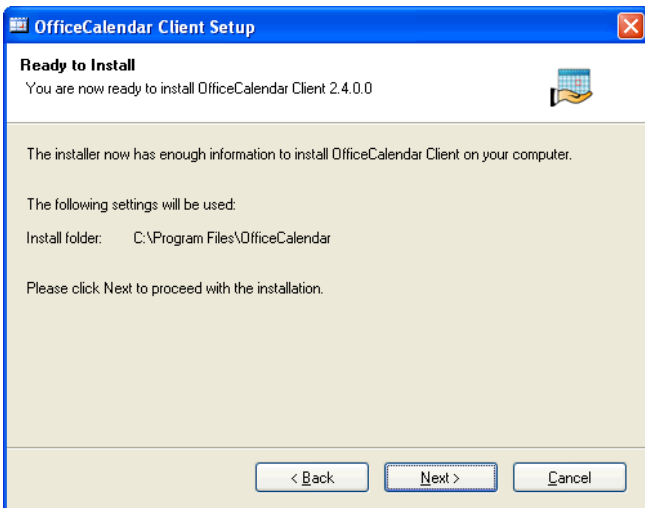 OfficeCalendar Client Setup
Ready to Install
You are now ready to install OfficeCalendar Client 2.4.0.0
The installer now has enough information to install OfficeCalendar Client on your computer.
The following settings will be used:
Install folder: C:\Program Files\OfficeCalendar
Please click Next to proceed with the installation.
< Back Next > Cancel